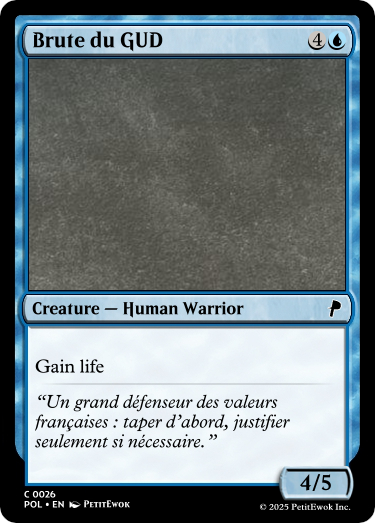 Brute du GUD 4
Creature — Human Warrior
Gain life
“Un grand défenseur des valeurs
françaises : taper d’abord, justifier
seulement si nécessaire.”
4/5
C 0026
POL • EN PetitEwok
© 2025 PetitEwok Inc.